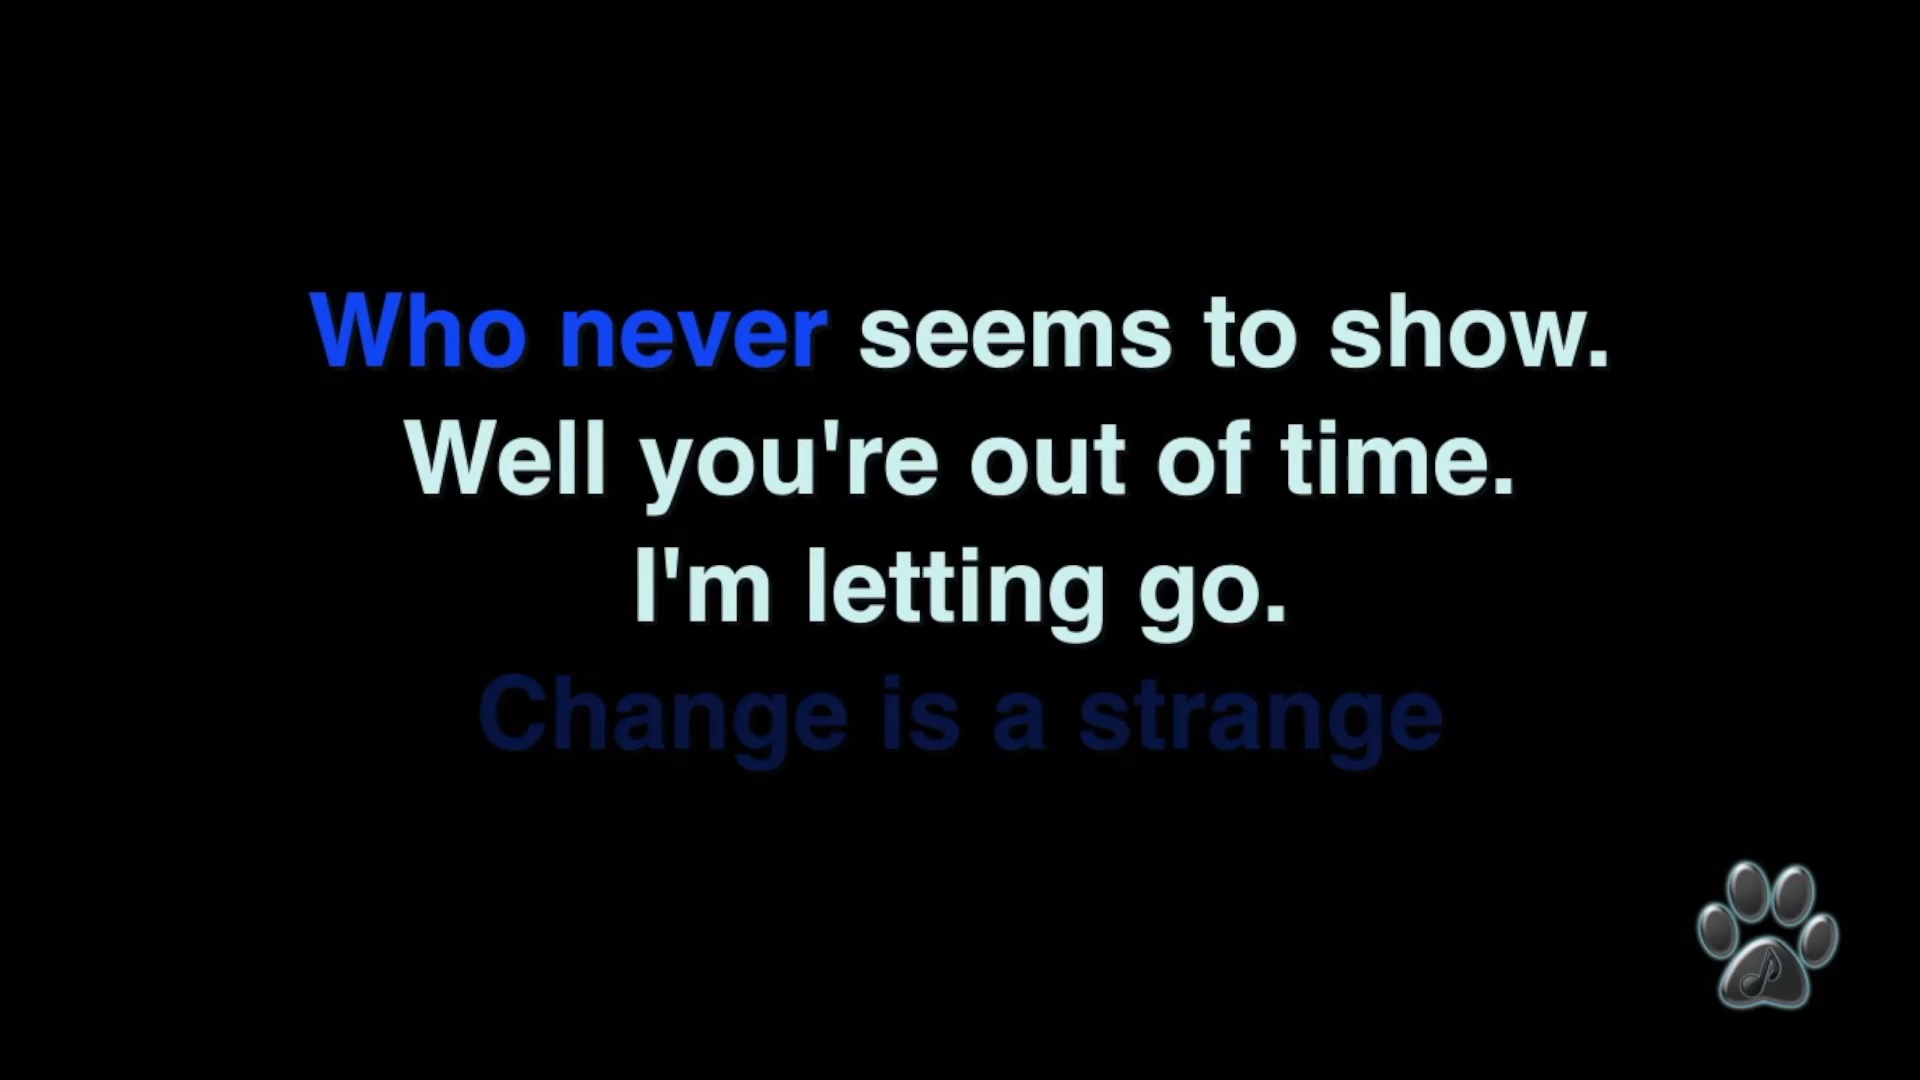 Who never seems to show.
Well you're out of time.
I'm letting go.
Change is a strange